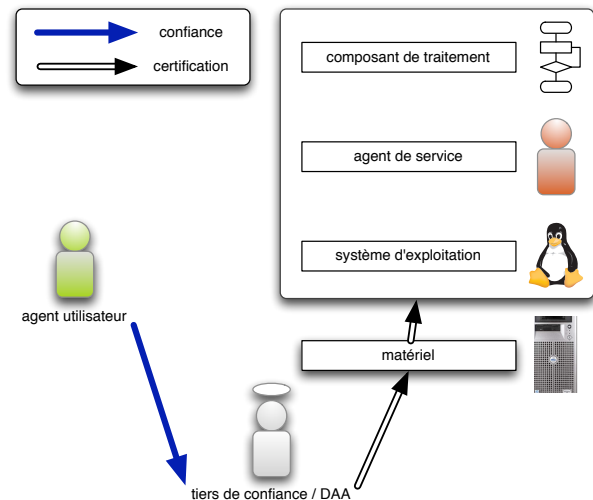 confiance
certification
composant de traitement
agent de service
système d'exploitation
agent utilisateur
matériel
tiers de confiance / DAA